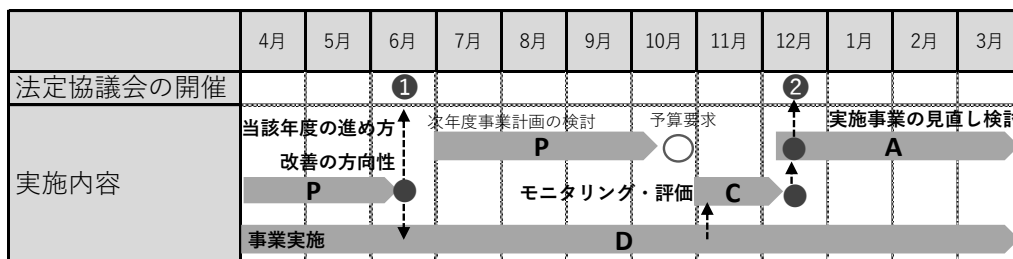 4月 5月 6月 7月 8月 9月 10月 11月 12月 1月 2月 3月
法定協議会の開催 ❶ ❷
当該年度の進め方 次年度事業計画の検討 予算要求 実施事業の見直し検討
P A
改善の方向性
実施内容 P モニタリング・評価 C
事業実施 D